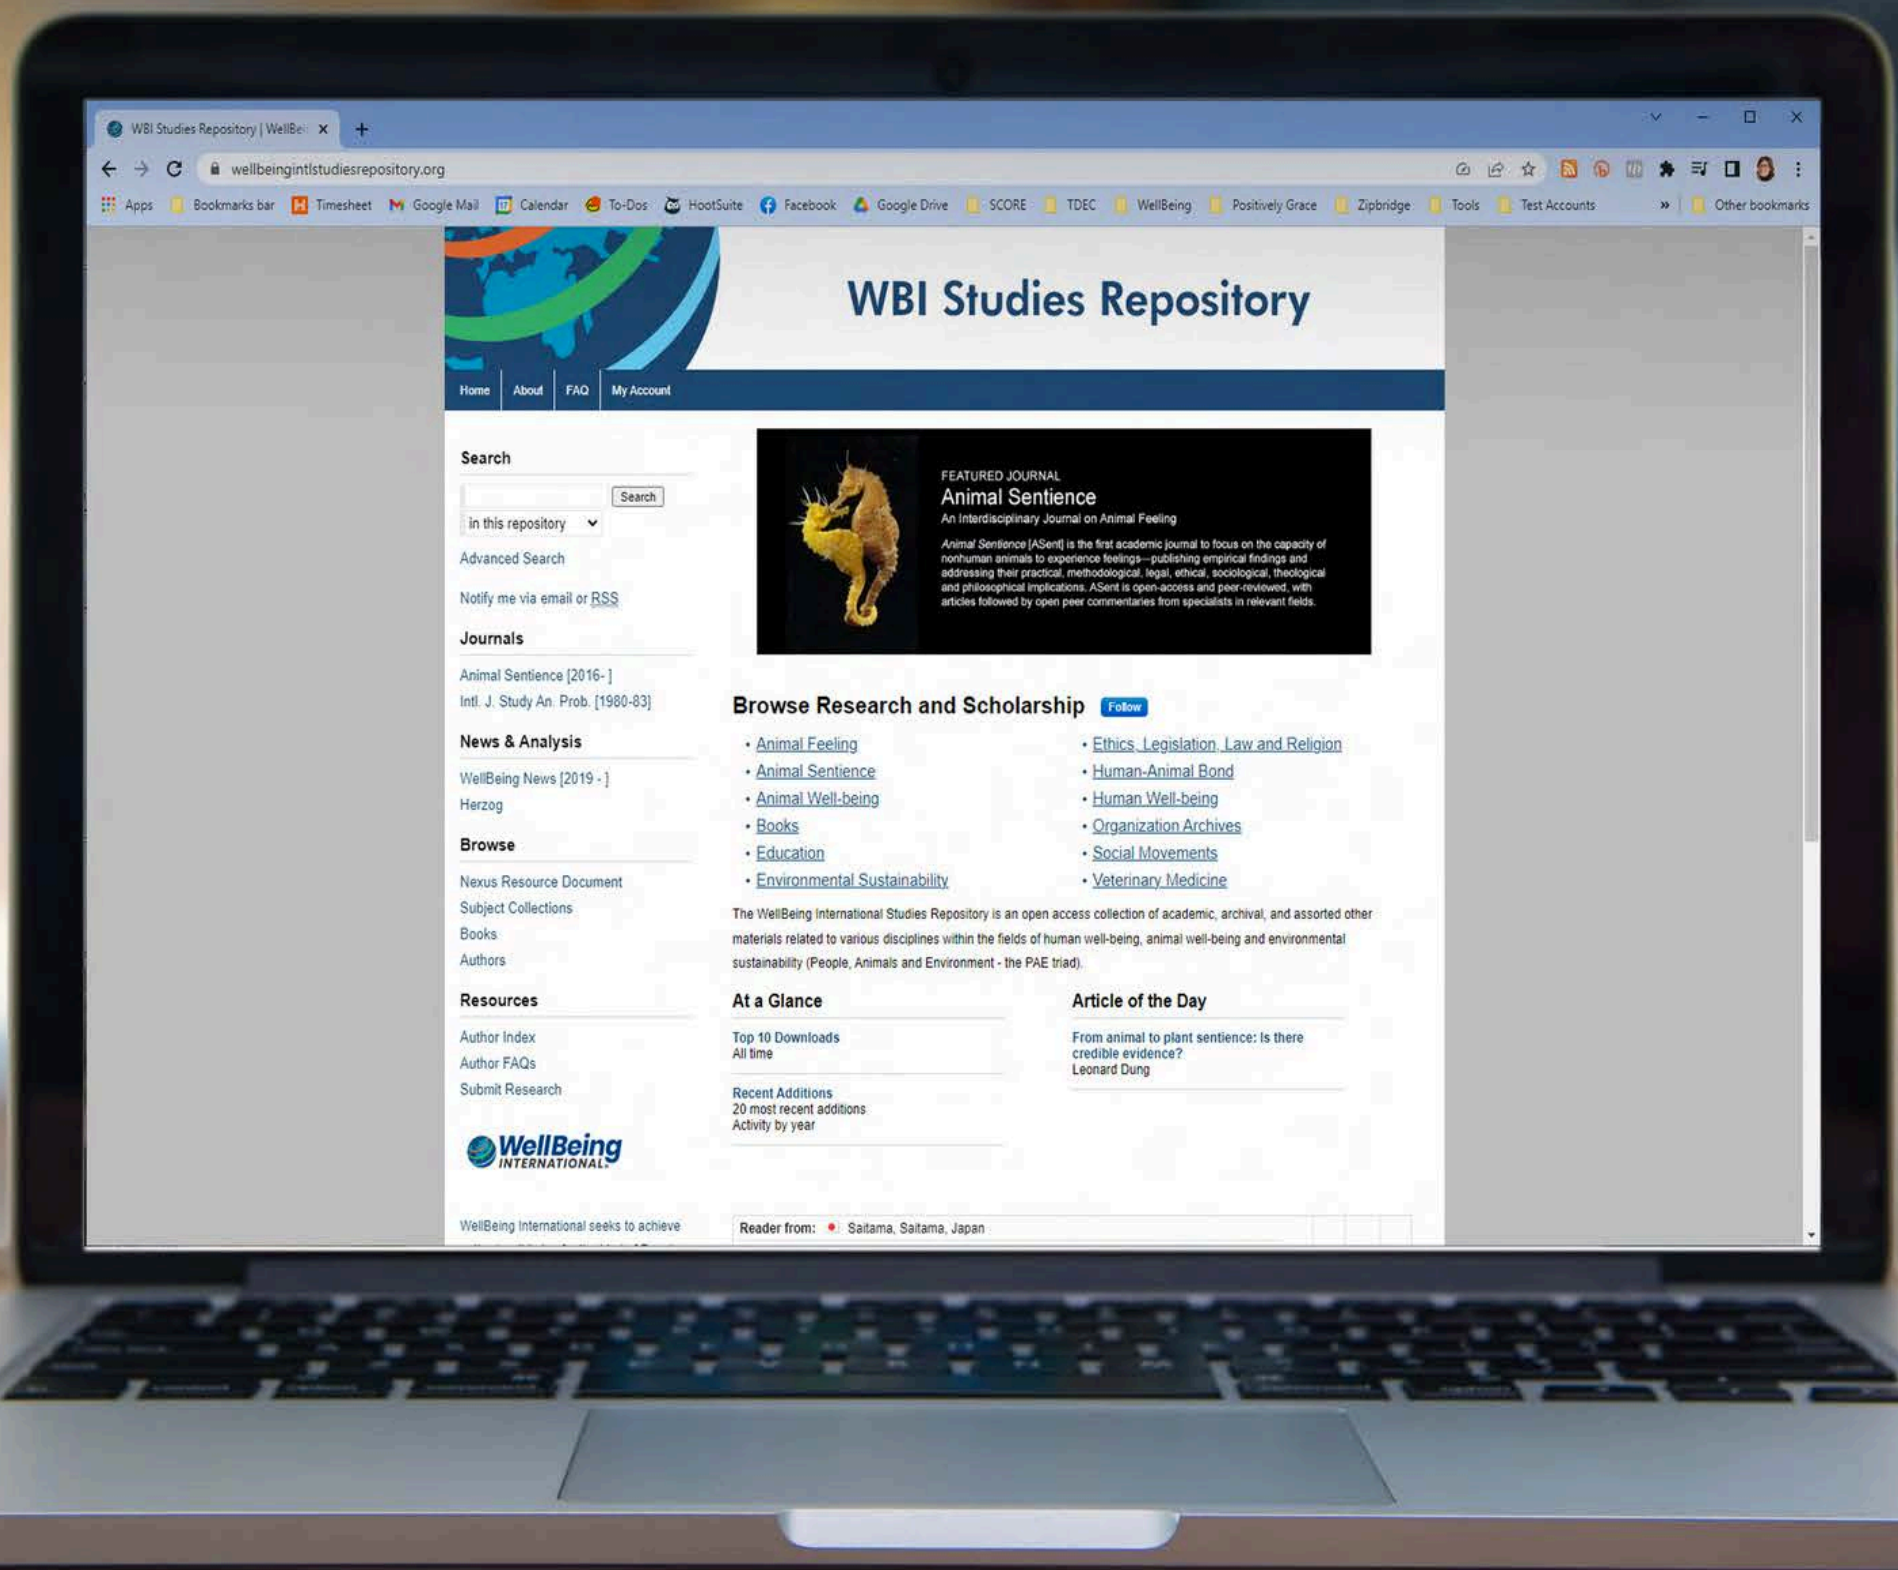 WBI Studies Repository | WellBei
wellbeingintlstudiesrepository.org
Apps Bookmarks bar Timesheet Google Mail Calendar To-Dos HootSuite Facebook Google Drive SCORE TDEC WellBeing Positively Grace Zipbridge Tools Test Accounts » Other bookmarks
WBI Studies Repository
Home About FAQ My Account
Search
Search
in this repository
Advanced Search
Notify me via email or RSS
Journals
Animal Sentience [2016- ]
Intl. J. Study An. Prob. [1980-83]
News & Analysis
WellBeing News [2019 - ]
Herzog
Browse
Nexus Resource Document
Subject Collections
Books
Authors
Resources
Author Index
Author FAQs
Submit Research
WellBeing
INTERNATIONAL®
WellBeing International seeks to achieve
FEATURED JOURNAL
Animal Sentience
An Interdisciplinary Journal on Animal Feeling
Animal Sentience [ASent] is the first academic journal to focus on the capacity of
nonhuman animals to experience feelings—publishing empirical findings and
addressing their practical, methodological, legal, ethical, sociological, theological
and philosophical implications. ASent is open-access and peer-reviewed, with
articles followed by open peer commentaries from specialists in relevant fields.
Browse Research and Scholarship Follow
• Animal Feeling
• Animal Sentience
• Animal Well-being
• Books
• Education
• Environmental Sustainability
• Ethics, Legislation, Law and Religion
• Human-Animal Bond
• Human Well-being
• Organization Archives
• Social Movements
• Veterinary Medicine
The WellBeing International Studies Repository is an open access collection of academic, archival, and assorted other
materials related to various disciplines within the fields of human well-being, animal well-being and environmental
sustainability (People, Animals and Environment - the PAE triad).
At a Glance
Top 10 Downloads
All time
Recent Additions
20 most recent additions
Activity by year
Article of the Day
From animal to plant sentience: Is there
credible evidence?
Leonard Dung
Reader from: Saitama, Saitama, Japan